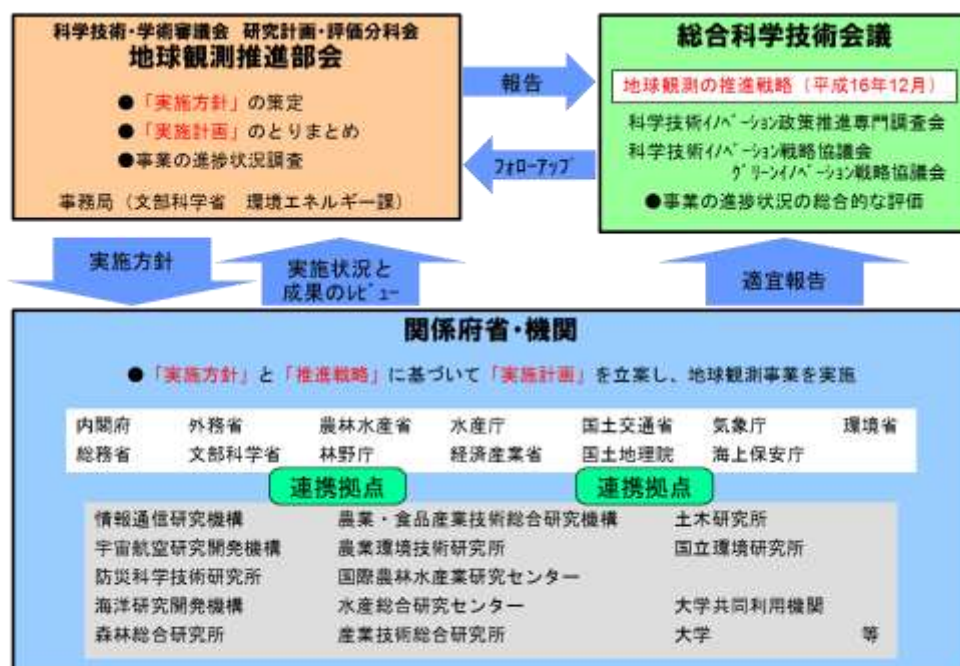 科学技術・学術審議会 研究計画・評価分科会
地球観測推進部会
●「実施方針」の策定
●「実施計画」のとりまとめ
●事業の進捗状況調査
事務局（文部科学省 環境エネルギー課）
報告
フォローアップ
総合科学技術会議
地球観測の推進戦略（平成16年12月）
科学技術イノベーション政策推進専門調査会
科学技術イノベーション戦略協議会
グリーンイノベーション戦略協議会
●事業の進捗状況の総合的な評価
実施方針
実施状況と
成果のレビュー
適宜報告
関係府省・機関
●「実施方針」と「推進戦略」に基づいて「実施計画」を立案し、地球観測事業を実施
内閣府 外務省 農林水産省 水産庁 国土交通省 気象庁 環境省
総務省 文部科学省 林野庁 経済産業省 国土地理院 海上保安庁
連携拠点 連携拠点
情報通信研究機構 農業・食品産業技術総合研究機構 土木研究所
宇宙航空研究開発機構 農業環境技術研究所 国立環境研究所
防災科学技術研究所 国際農林水産業研究センター
海洋研究開発機構 水産総合研究センター 大学共同利用機関
森林総合研究所 産業技術総合研究所 大学 等